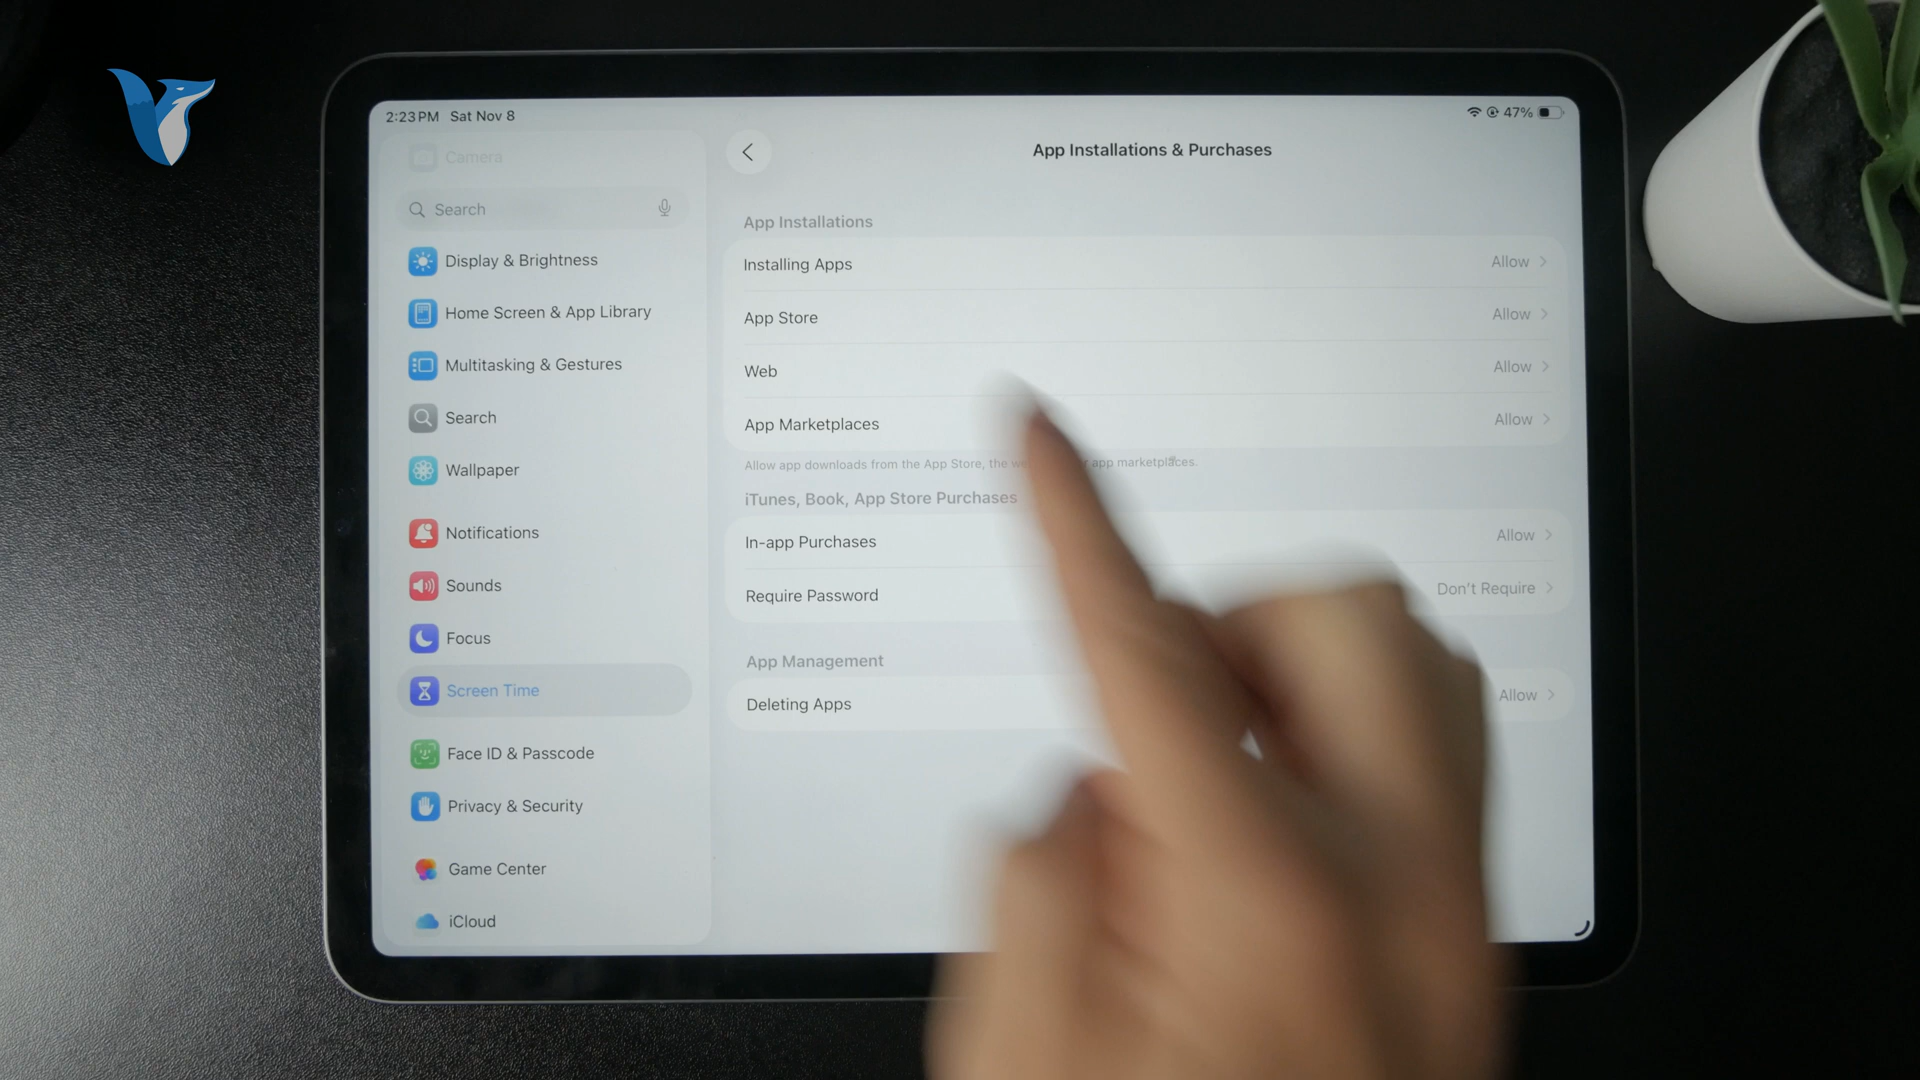 2:23PM Sat Nov 8
47%
Camera
Search
Display & Brightness
Home Screen & App Library
Multitasking & Gestures
Search
Wallpaper
Notifications
Sounds
Focus
Screen Time
Face ID & Passcode
Privacy & Security
Game Center
iCloud
App Installations & Purchases
App Installations
Installing Apps Allow
App Store Allow
Web Allow
App Marketplaces Allow
Allow app downloads from the App Store, the app marketplaces.
iTunes, Book, App Store Purchases
In-app Purchases Allow
Require Password Don't Require
App Management
Deleting Apps Allow